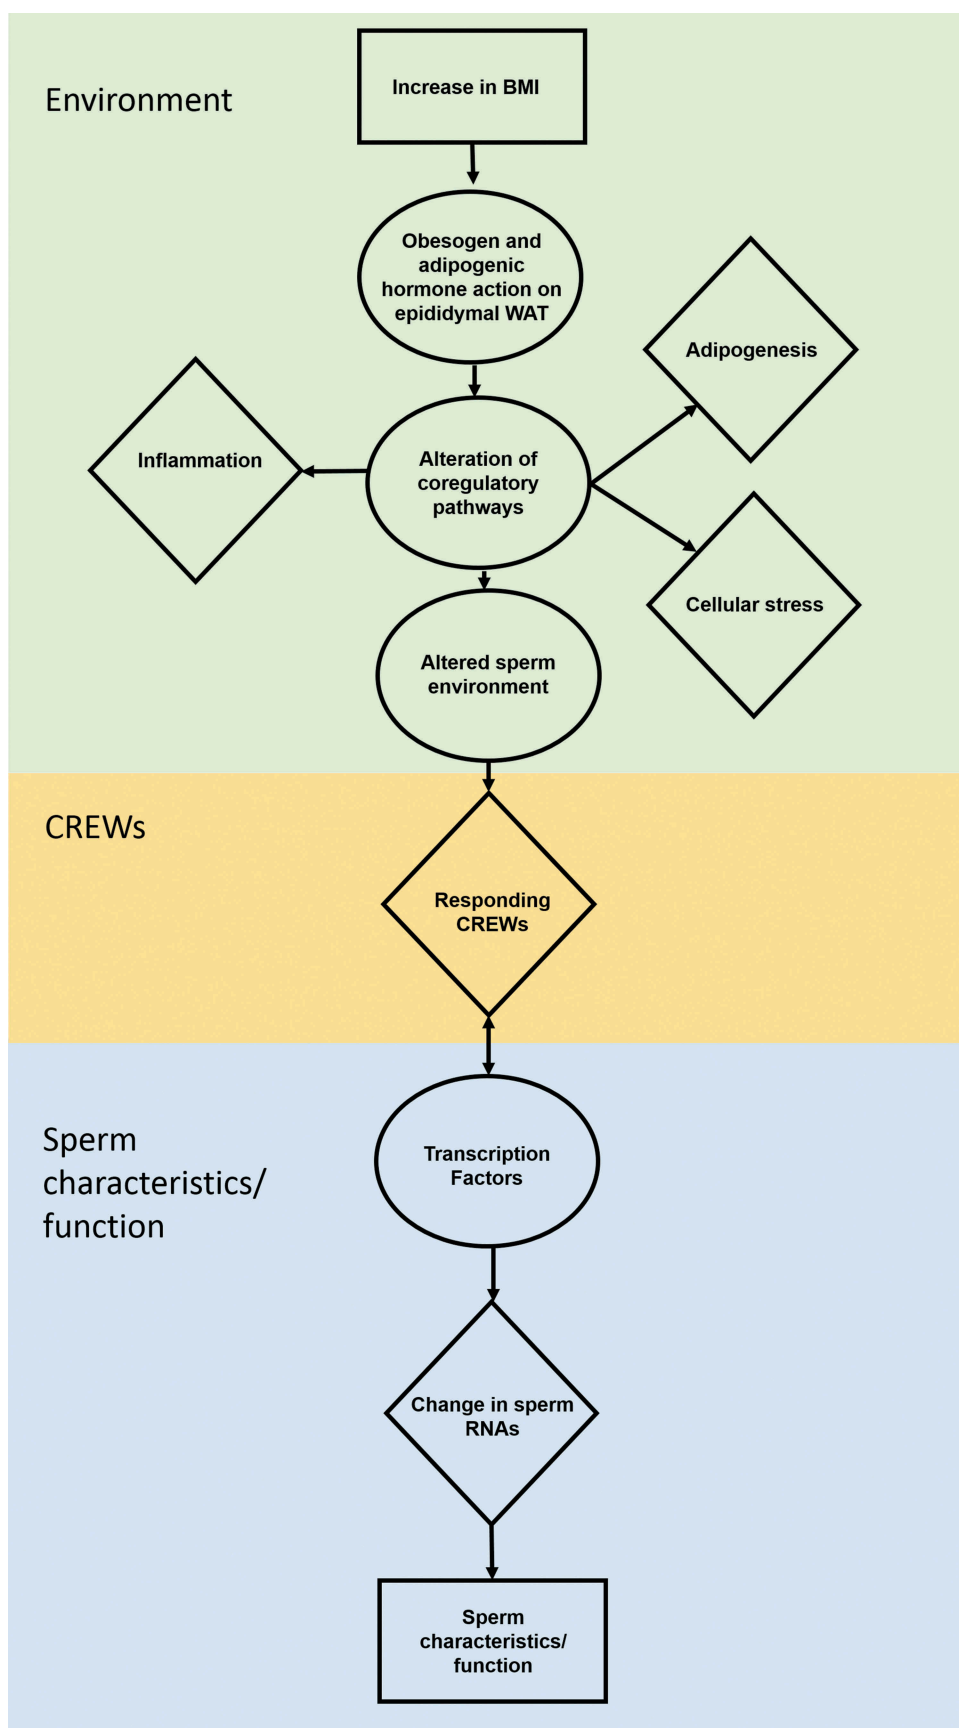 Environment
Increase in BMI
Obesogen and
adipogenic
hormone action on
epididymal WAT
Adipogenesis
Inflammation
Alteration of
coregulatory
pathways
Cellular stress
Altered sperm
environment
CREWs
Responding
CREWs
Sperm
characteristics/
function
Transcription
Factors
Change in sperm
RNAs
Sperm
characteristics/
function